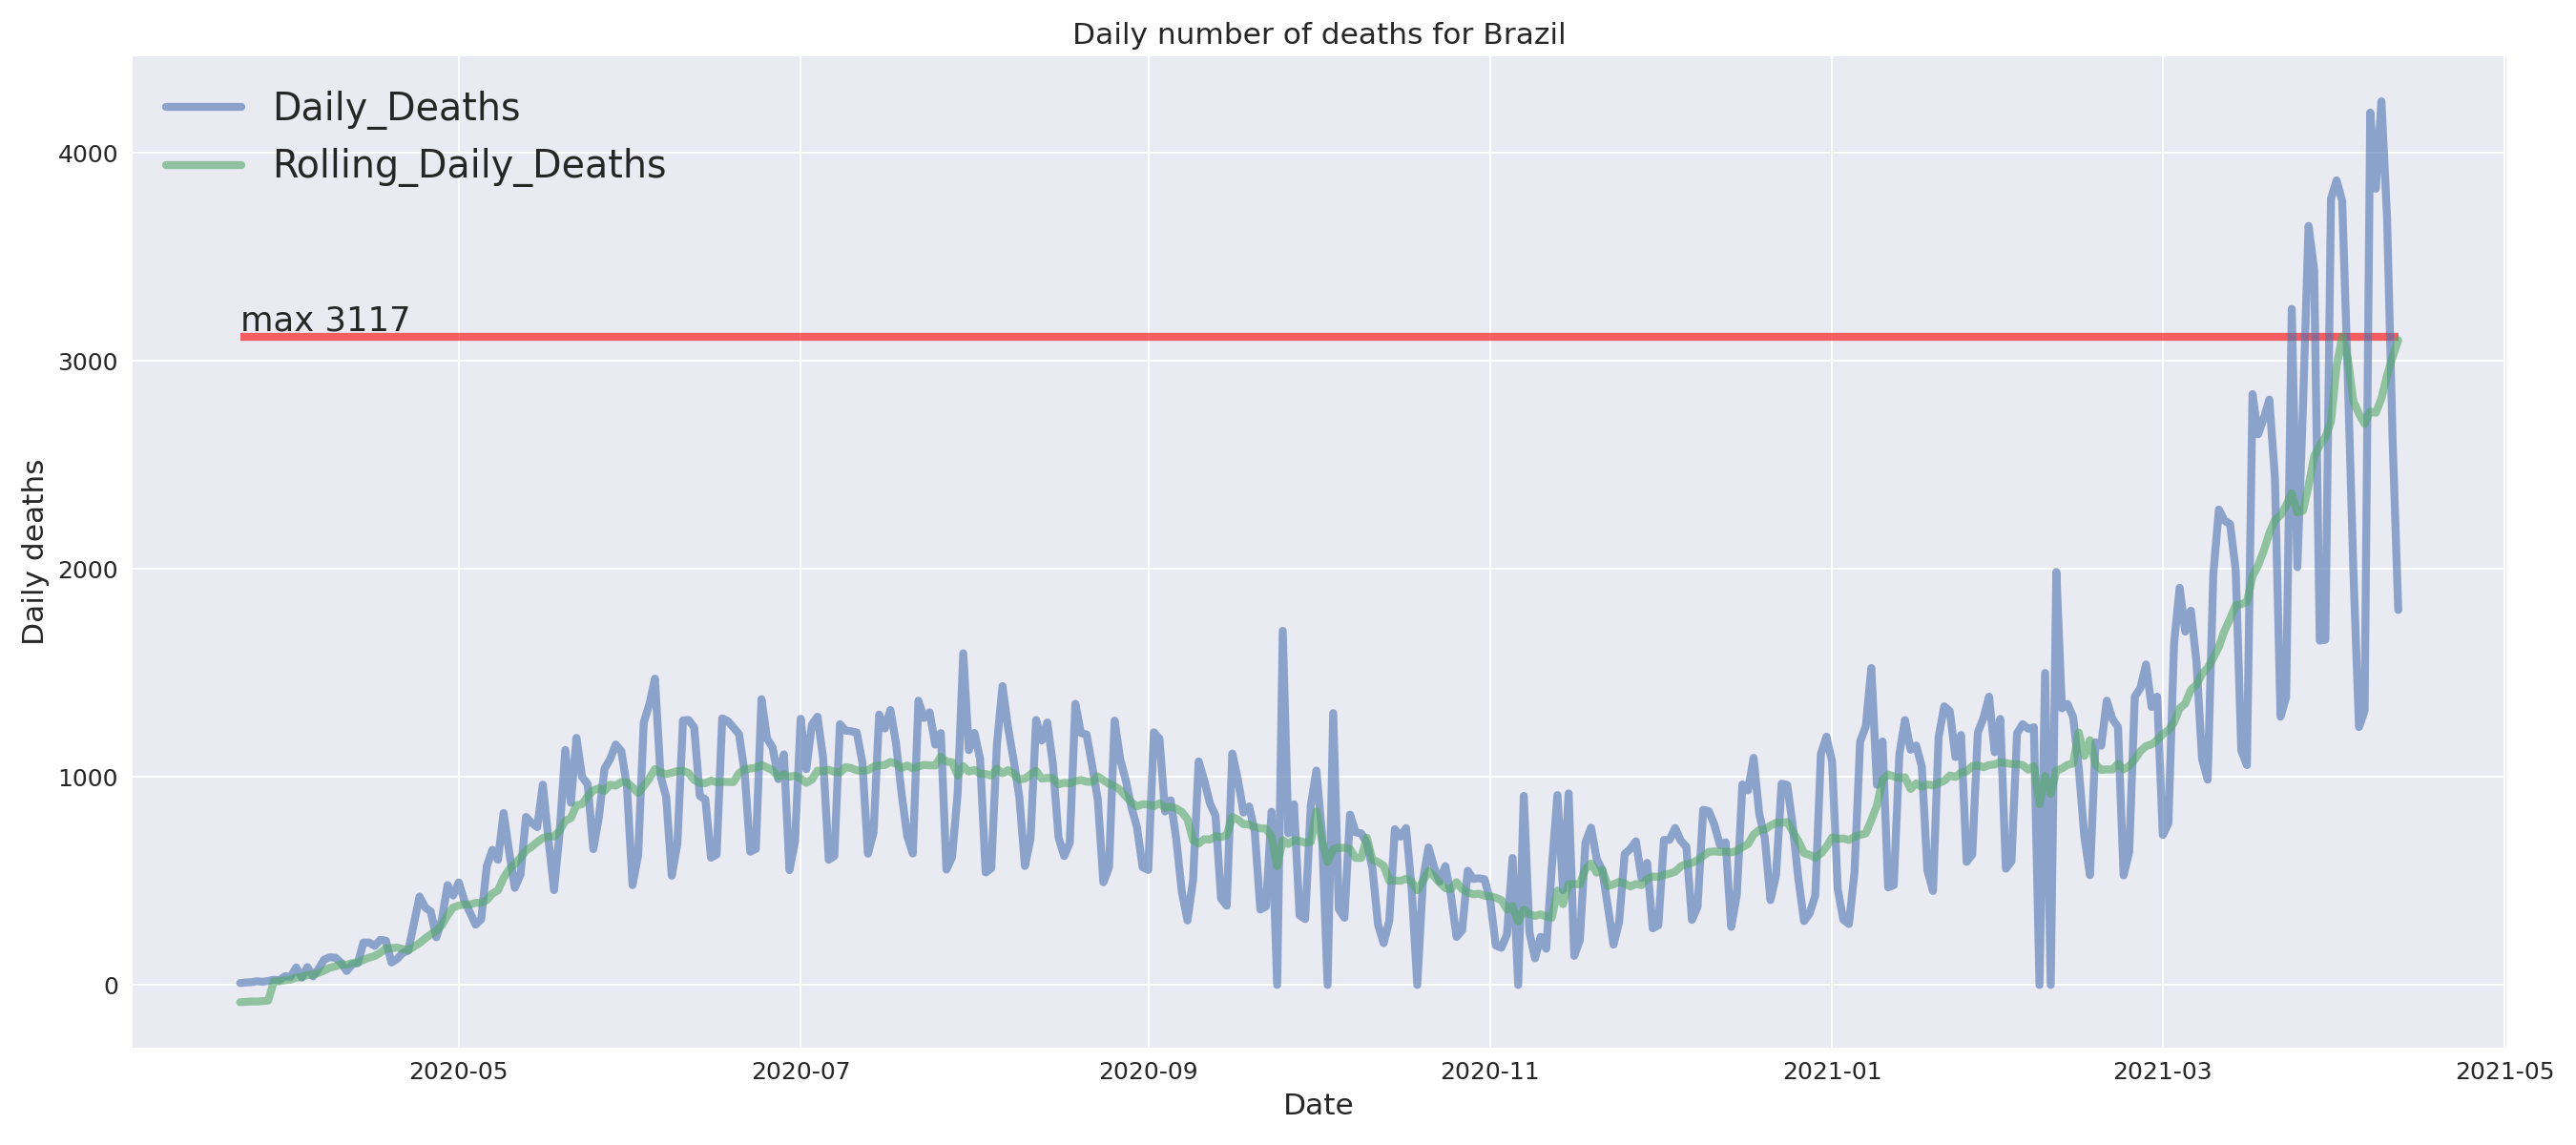 Daily number of deaths for Brazil
Daily_Deaths
Rolling_Daily_Deaths
max 3117
4000
3000
2000
1000
0
Daily deaths
2020-05
2020-07
2020-09
2020-11
2021-01
2021-03
2021-05
Date